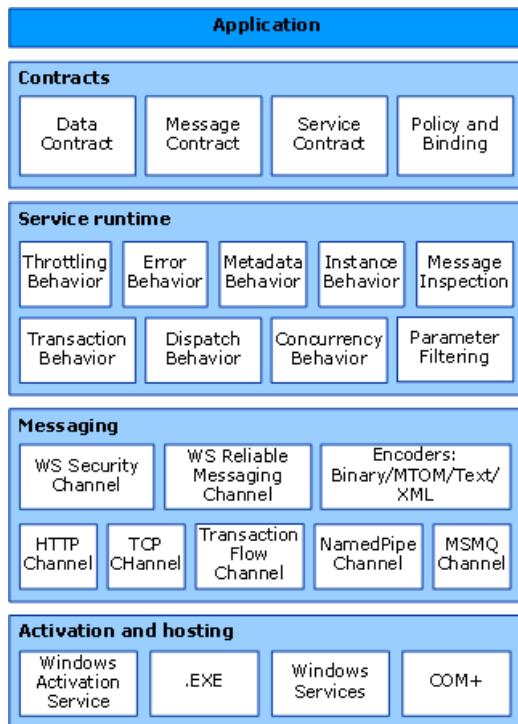 Application
Contracts
Data
Contract
Message
Contract
Service
Contract
Policy and
Binding
Service runtime
Throttling
Behavior
Error
Behavior
Metadata
Behavior
Instance
Behavior
Message
Inspection
Transaction
Behavior
Dispatch
Behavior
Concurrency
Behavior
Parameter
Filtering
Messaging
WS Security
Channel
WS Reliable
Messaging
Channel
Encoders:
Binary/MTOM/Text/
XML
HTTP
Channel
TCP
CHannel
Transaction
Flow
Channel
NamedPipe
Channel
MSMQ
Channel
Activation and hosting
Windows
Activation
Service
.EXE
Windows
Services
COM+